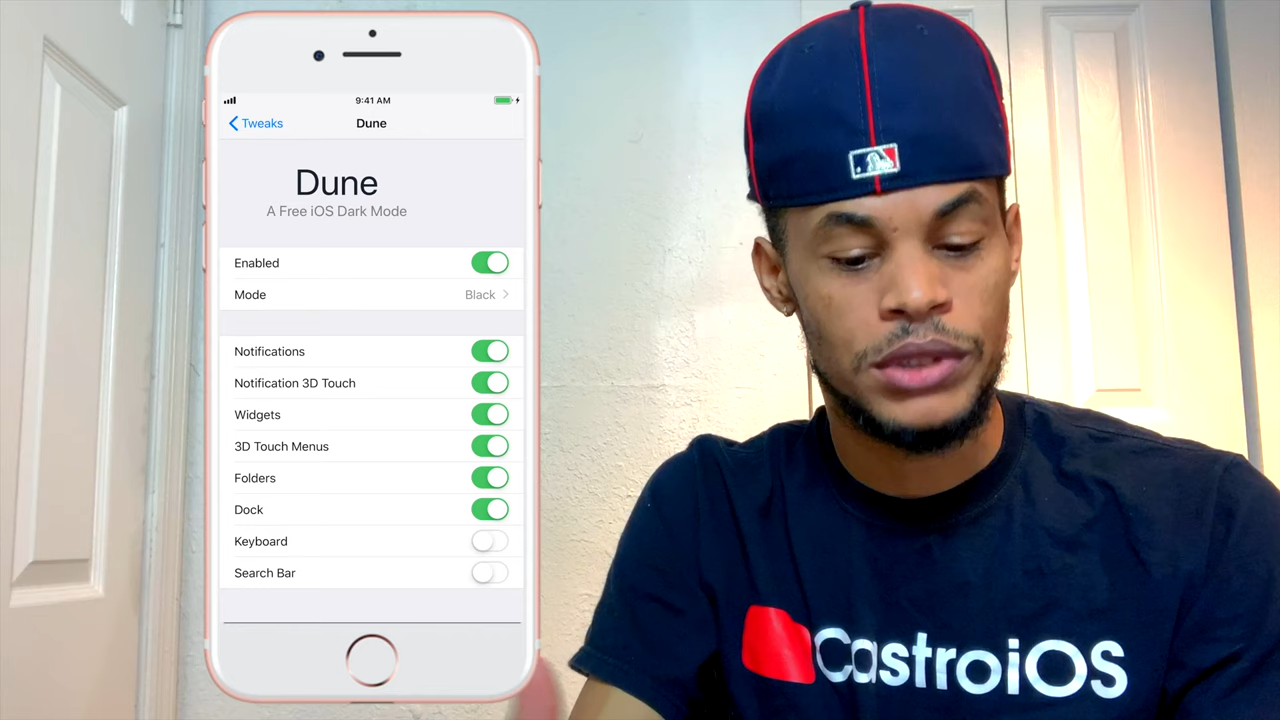 9:41 AM
Tweaks
Dune
Dune
A Free iOS Dark Mode
Enabled
Mode Black
Notifications
Notification 3D Touch
Widgets
3D Touch Menus
Folders
Dock
Keyboard
Search Bar
CastroiOS